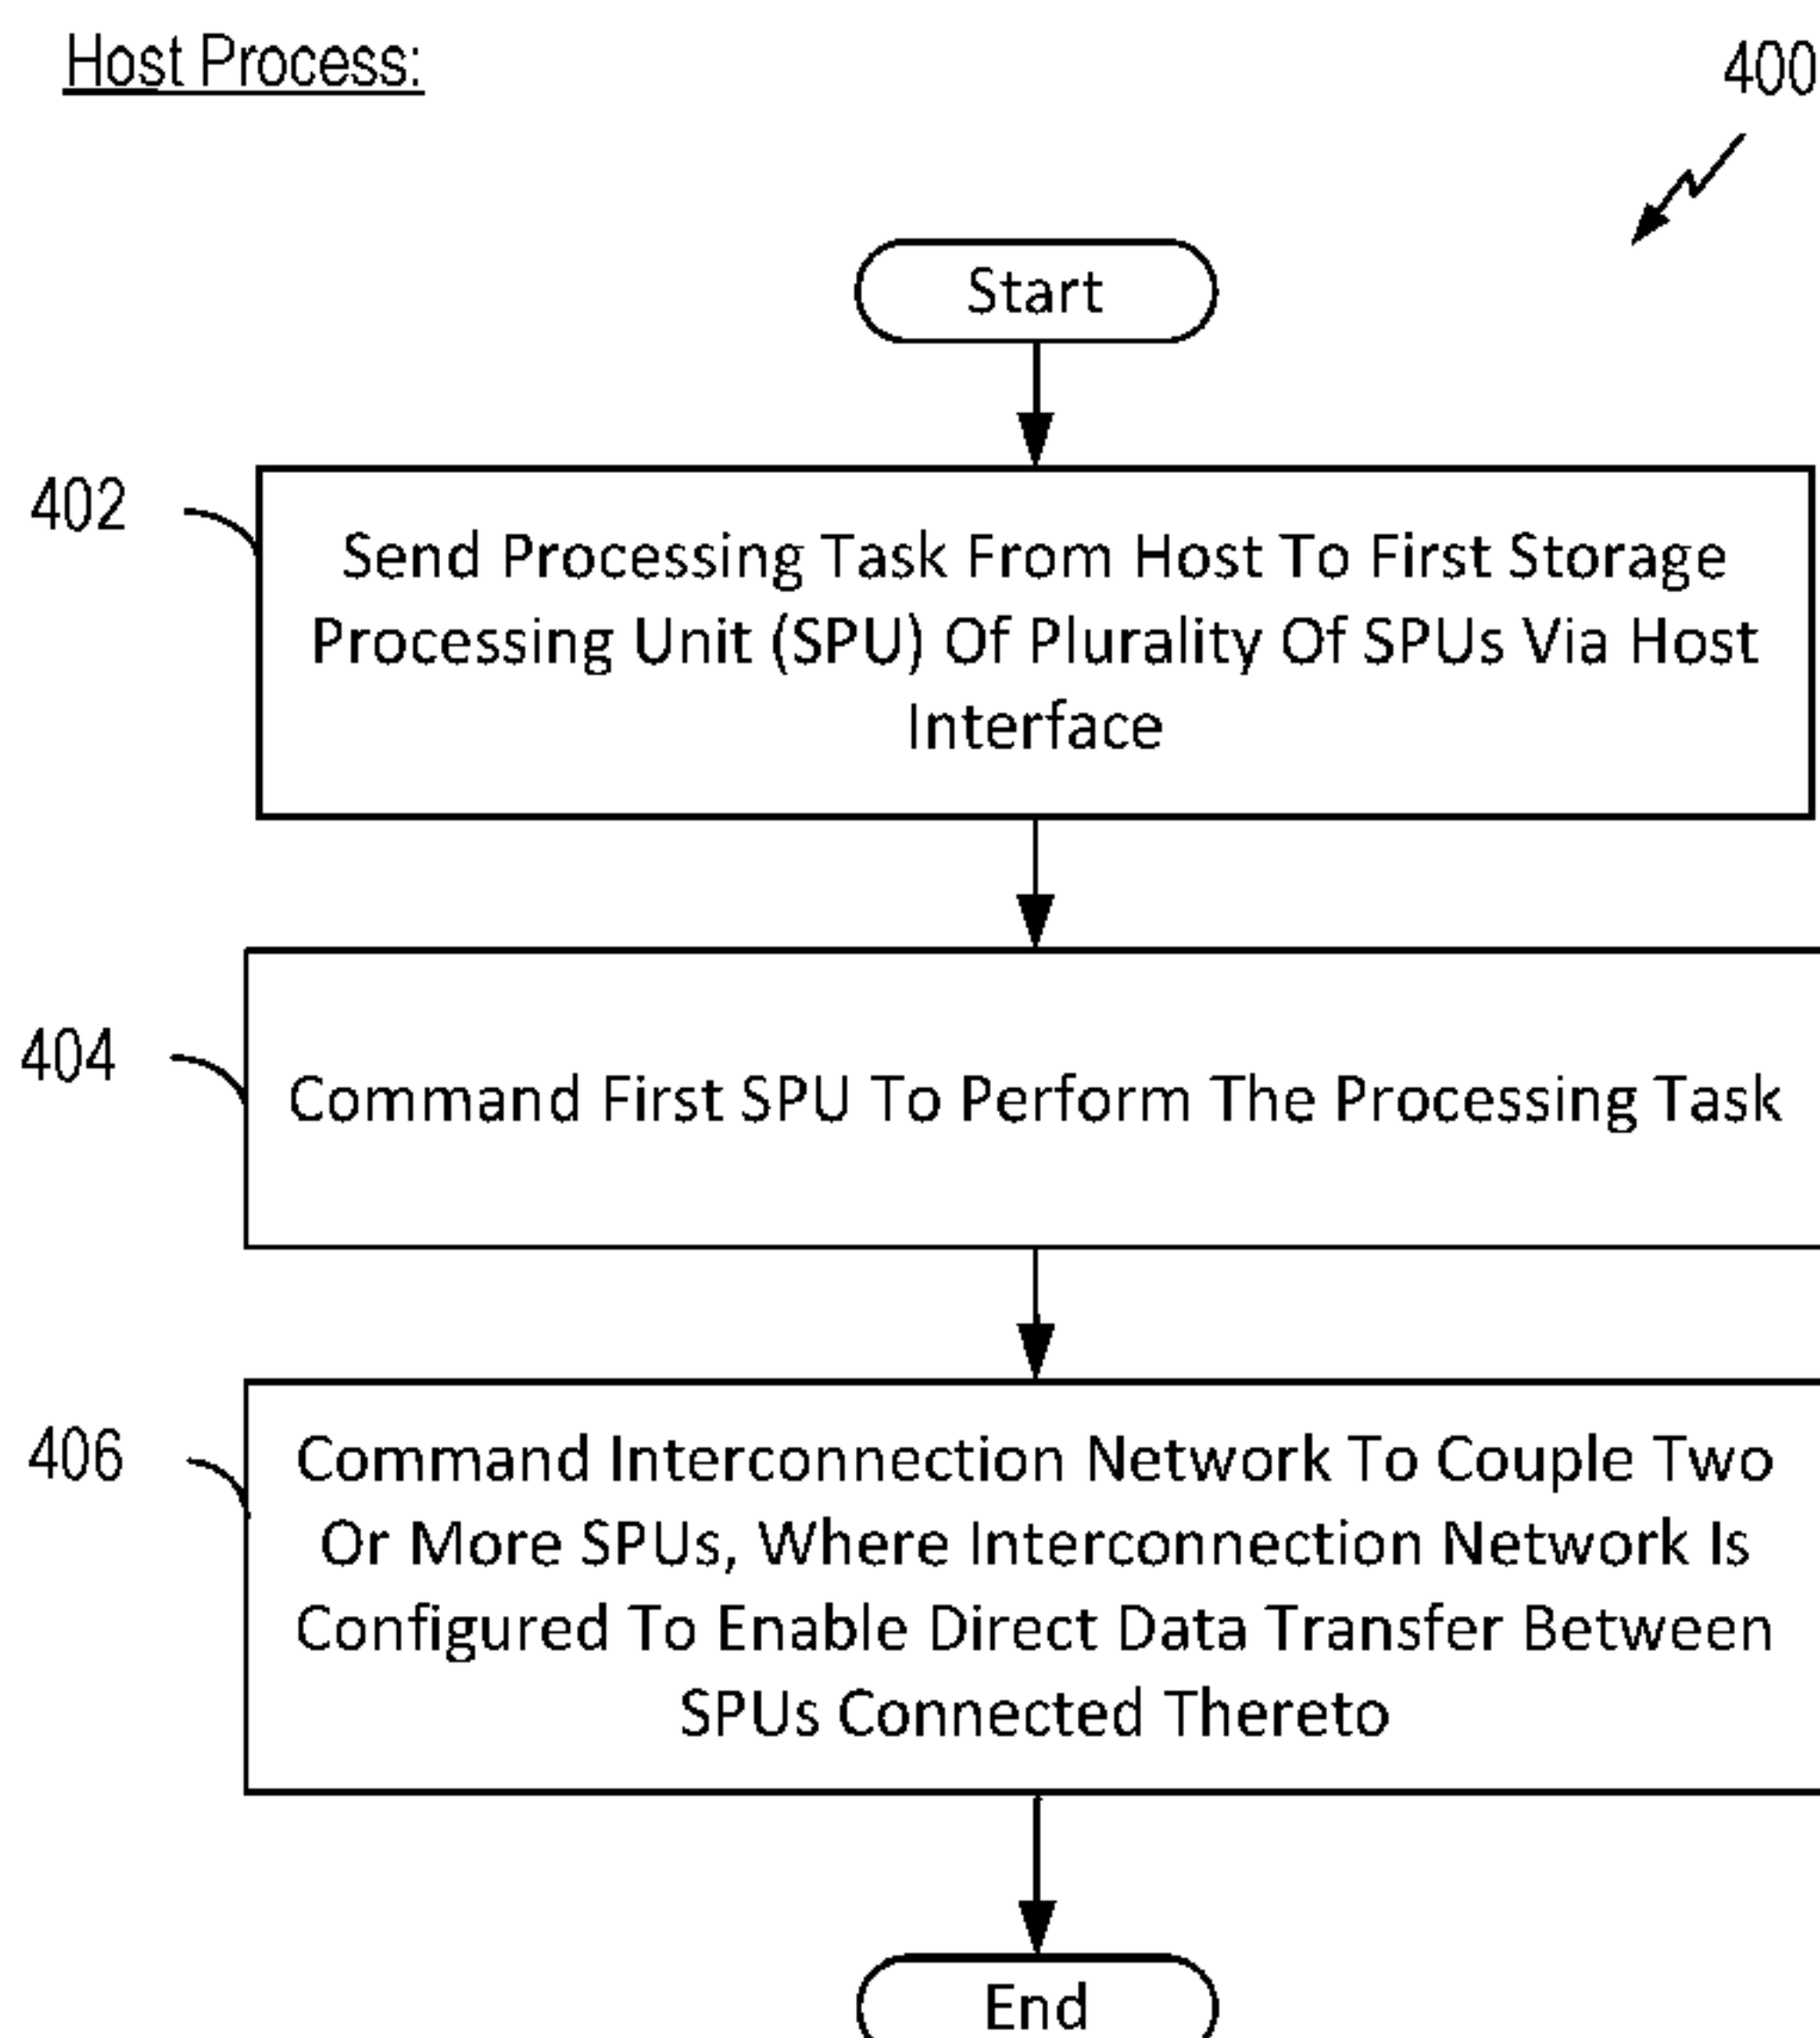 Host Process:
400
Start
402
Send Processing Task From Host To First Storage
Processing Unit (SPU) Of Plurality Of SPUs Via Host
Interface
404
Command First SPU To Perform The Processing Task
406
Command Interconnection Network To Couple Two
Or More SPUs, Where Interconnection Network Is
Configured To Enable Direct Data Transfer Between
SPUs Connected Thereto
End